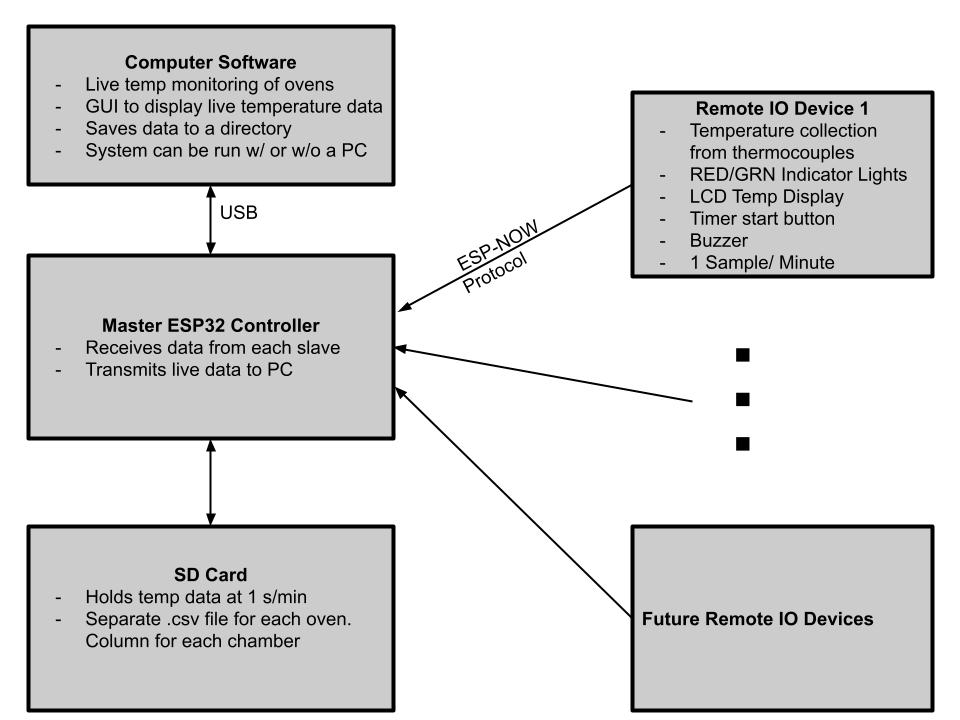 Computer Software
- Live temp monitoring of ovens
- GUI to display live temperature data
- Saves data to a directory
- System can be run w/ or w/o a PC
USB
Master ESP32 Controller
- Receives data from each slave
- Transmits live data to PC
SD Card
- Holds temp data at 1 s/min
- Separate .csv file for each oven.
Column for each chamber
ESP-NOW
Protocol
Remote IO Device 1
- Temperature collection
from thermocouples
- RED/GRN Indicator Lights
- LCD Temp Display
- Timer start button
- Buzzer
- 1 Sample/ Minute
Future Remote IO Devices